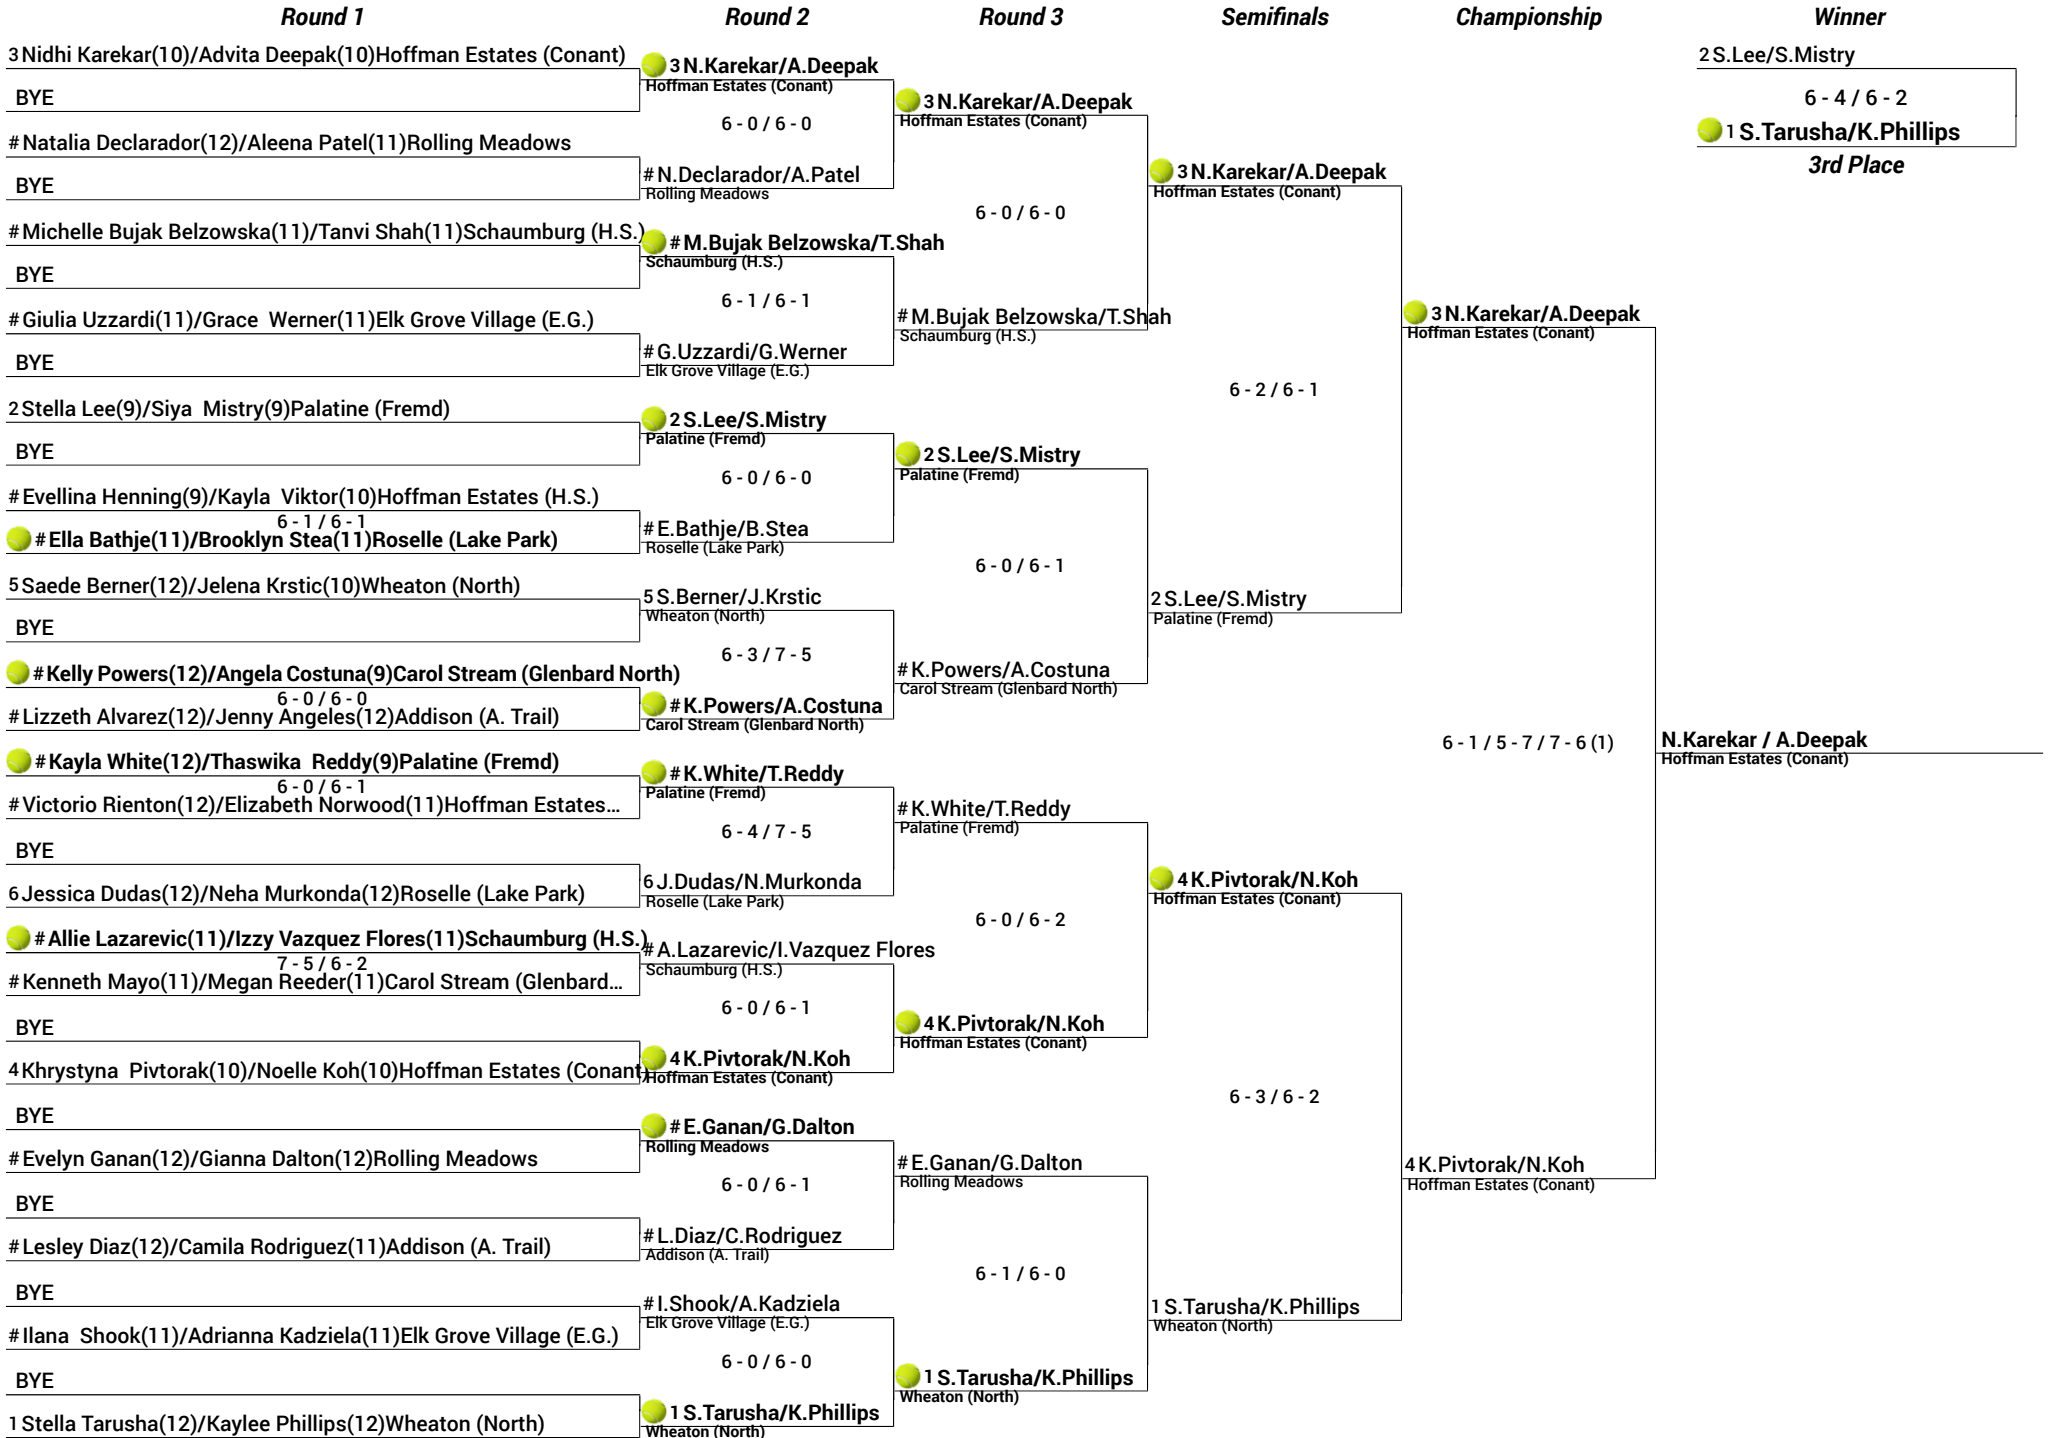 Round 1
Round 2
Round 3
Semifinals
Championship
Winner
3 Nidhi Karekar(10)/Advita Deepak(10)Hoffman Estates (Conant)
BYE
# Natalia Declarador(12)/Aleena Patel(11)Rolling Meadows
BYE
# Michelle Bujak Belzowska(11)/Tanvi Shah(11)Schaumburg (H.S.)
BYE
# Giulia Uzzardi(11)/Grace  Werner(11)Elk Grove Village (E.G.)
BYE
2 Stella Lee(9)/Siya  Mistry(9)Palatine (Fremd)
BYE
# Evellina Henning(9)/Kayla  Viktor(10)Hoffman Estates (H.S.)
6 - 1 / 6 - 1
# Ella Bathje(11)/Brooklyn Stea(11)Roselle (Lake Park)
5 Saede Berner(12)/Jelena Krstic(10)Wheaton (North)
BYE
# Kelly Powers(12)/Angela Costuna(9)Carol Stream (Glenbard North)
6 - 0 / 6 - 0
# Lizzeth Alvarez(12)/Jenny Angeles(12)Addison (A. Trail)
# Kayla White(12)/Thaswika  Reddy(9)Palatine (Fremd)
6 - 0 / 6 - 1
# Victorio Rienton(12)/Elizabeth Norwood(11)Hoffman Estates...
BYE
6 Jessica Dudas(12)/Neha Murkonda(12)Roselle (Lake Park)
# Allie Lazarevic(11)/Izzy Vazquez Flores(11)Schaumburg (H.S.)
7 - 5 / 6 - 2
# Kenneth Mayo(11)/Megan Reeder(11)Carol Stream (Glenbard...
BYE
4 Khrystyna  Pivtorak(10)/Noelle Koh(10)Hoffman Estates (Conant)
BYE
# Evelyn Ganan(12)/Gianna Dalton(12)Rolling Meadows
BYE
# Lesley Diaz(12)/Camila Rodriguez(11)Addison (A. Trail)
BYE
# Ilana  Shook(11)/Adrianna Kadziela(11)Elk Grove Village (E.G.)
BYE
1 Stella Tarusha(12)/Kaylee Phillips(12)Wheaton (North)
3 N.Karekar/A.Deepak
Hoffman Estates (Conant)
6 - 0 / 6 - 0
# N.Declarador/A.Patel
Rolling Meadows
# M.Bujak Belzowska/T.Shah
Schaumburg (H.S.)
6 - 1 / 6 - 1
# G.Uzzardi/G.Werner
Elk Grove Village (E.G.)
2 S.Lee/S.Mistry
Palatine (Fremd)
6 - 0 / 6 - 0
# E.Bathje/B.Stea
Roselle (Lake Park)
5 S.Berner/J.Krstic
Wheaton (North)
6 - 3 / 7 - 5
# K.Powers/A.Costuna
Carol Stream (Glenbard North)
# K.White/T.Reddy
Palatine (Fremd)
6 - 4 / 7 - 5
6 J.Dudas/N.Murkonda
Roselle (Lake Park)
# A.Lazarevic/I.Vazquez Flores
Schaumburg (H.S.)
6 - 0 / 6 - 1
4 K.Pivtorak/N.Koh
Hoffman Estates (Conant)
# E.Ganan/G.Dalton
Rolling Meadows
6 - 0 / 6 - 1
# L.Diaz/C.Rodriguez
Addison (A. Trail)
# I.Shook/A.Kadziela
Elk Grove Village (E.G.)
6 - 0 / 6 - 0
1 S.Tarusha/K.Phillips
Wheaton (North)
3 N.Karekar/A.Deepak
Hoffman Estates (Conant)
6 - 0 / 6 - 0
# M.Bujak Belzowska/T.Shah
Schaumburg (H.S.)
2 S.Lee/S.Mistry
Palatine (Fremd)
6 - 0 / 6 - 1
# K.Powers/A.Costuna
Carol Stream (Glenbard North)
# K.White/T.Reddy
Palatine (Fremd)
6 - 0 / 6 - 2
4 K.Pivtorak/N.Koh
Hoffman Estates (Conant)
# E.Ganan/G.Dalton
Rolling Meadows
6 - 1 / 6 - 0
1 S.Tarusha/K.Phillips
Wheaton (North)
3 N.Karekar/A.Deepak
Hoffman Estates (Conant)
6 - 2 / 6 - 1
2 S.Lee/S.Mistry
Palatine (Fremd)
4 K.Pivtorak/N.Koh
Hoffman Estates (Conant)
6 - 3 / 6 - 2
1 S.Tarusha/K.Phillips
Wheaton (North)
3 N.Karekar/A.Deepak
Hoffman Estates (Conant)
6 - 1 / 5 - 7 / 7 - 6 (1)
4 K.Pivtorak/N.Koh
Hoffman Estates (Conant)
2 S.Lee/S.Mistry
6 - 4 / 6 - 2
1 S.Tarusha/K.Phillips
3rd Place
N.Karekar / A.Deepak
Hoffman Estates (Conant)